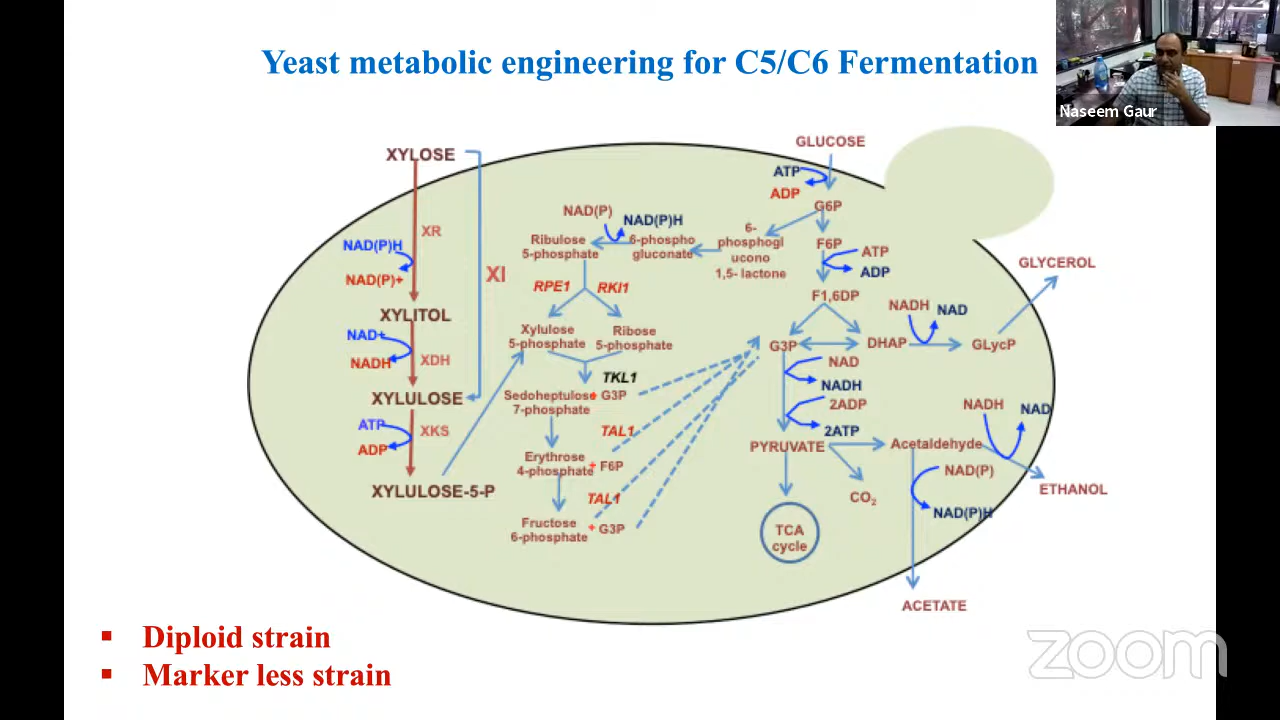 Yeast metabolic engineering for C5/C6 Fermentation
Naseem Gaur
XYLOSE
XR
XI
NAD(P)H
NAD(P)+
XYLITOL
NAD+
NADH
XDH
XYLULOSE
ATP
ADP
XKS
XYLULOSE-5-P
NAD(P)
NAD(P)H
Ribulose
5-phosphate
6-phospho
gluconate
6-
phosphogl
ucono
1,5- lactone
RPE1
RKI1
Xylulose
5-phosphate
Ribose
5-phosphate
TKL1
Sedoheptulose + G3P
7-phosphate
TAL1
Erythrose
4-phosphate + F6P
TAL1
Fructose
6-phosphate + G3P
GLUCOSE
ATP
ADP
G6P
F6P
ATP
ADP
F1,6DP
G3P
DHAP
NADH
NAD
GLycP
GLYCEROL
NAD
NADH
2ADP
2ATP
PYRUVATE
Acetaldehyde
NADH
NAD
ETHANOL
CO2
NAD(P)
NAD(P)H
TCA
cycle
ACETATE
▪ Diploid strain
▪ Marker less strain
zoom